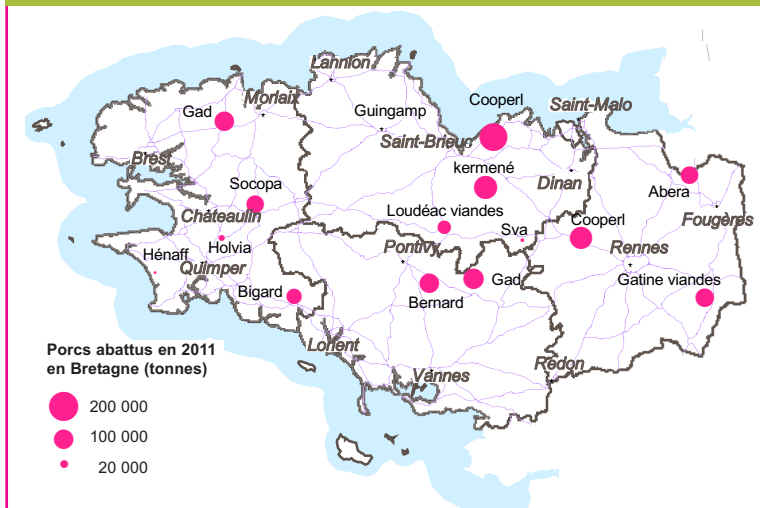 Lannion
Saint-Malo
Cooperl
Morlaix
Gad
Guingamp
Saint-Brieuc
Brest
kermené
Abera
Socopa
Dinan
Châteaulin
Loudéac viandes
Cooperl
Fougères
Sva
Holvia
Pontivy
Rennes
Hénaff
Quimper
Gad
Gatine viandes
Bigard
Bernard
Lorient
Porcs abattus en 2011
en Bretagne (tonnes)
Redon
Vannes
200 000
100 000
20 000